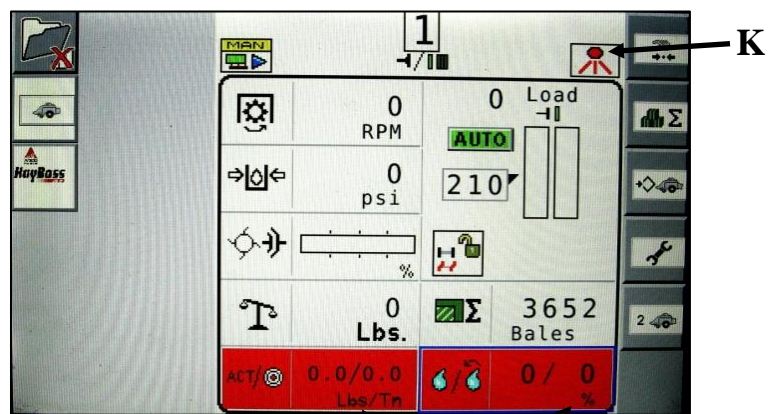 1
K
MAN
0
RPM
0 Load
AUTO
210
0
psi
HayBoss
%
Σ
0
Lbs.
Σ 3652
Bales
2
ACT/
0.0/0.0
Lbs/Tn
/
0/ 0
%